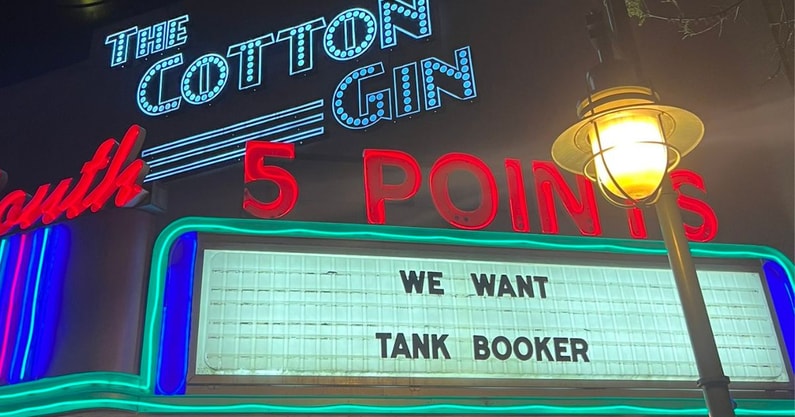 THE
COTTON
GIN
5 POINTS
outh
WE WANT
TANK BOOKER